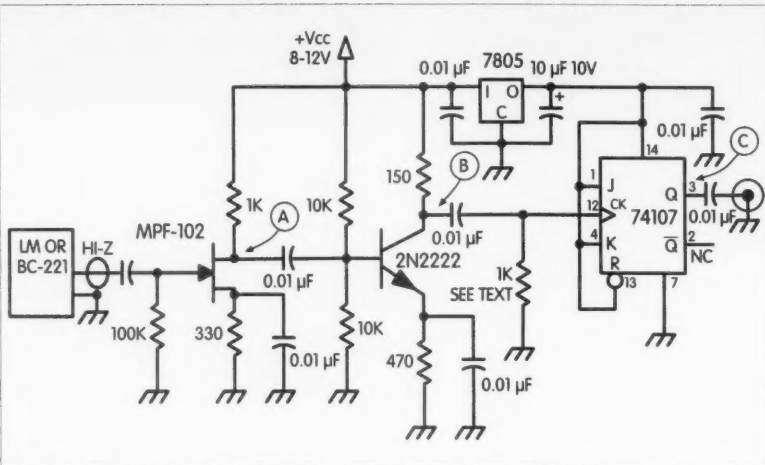 +Vcc
8-12V
0.01 µF
7805
10 µF 10V
I O
C
+
0.01 µF
14
C
150
B
1
J
Q
3
1K
A
10K
12
CK
74107
0.01 µF
0.01 µF
LM OR
BC-221
HI-Z
MPF-102
4
K
Q
2
NC
0.01 µF
2N2222
1K
SEE TEXT
R
13
7
100K
330
0.01 µF
10K
470
0.01 µF